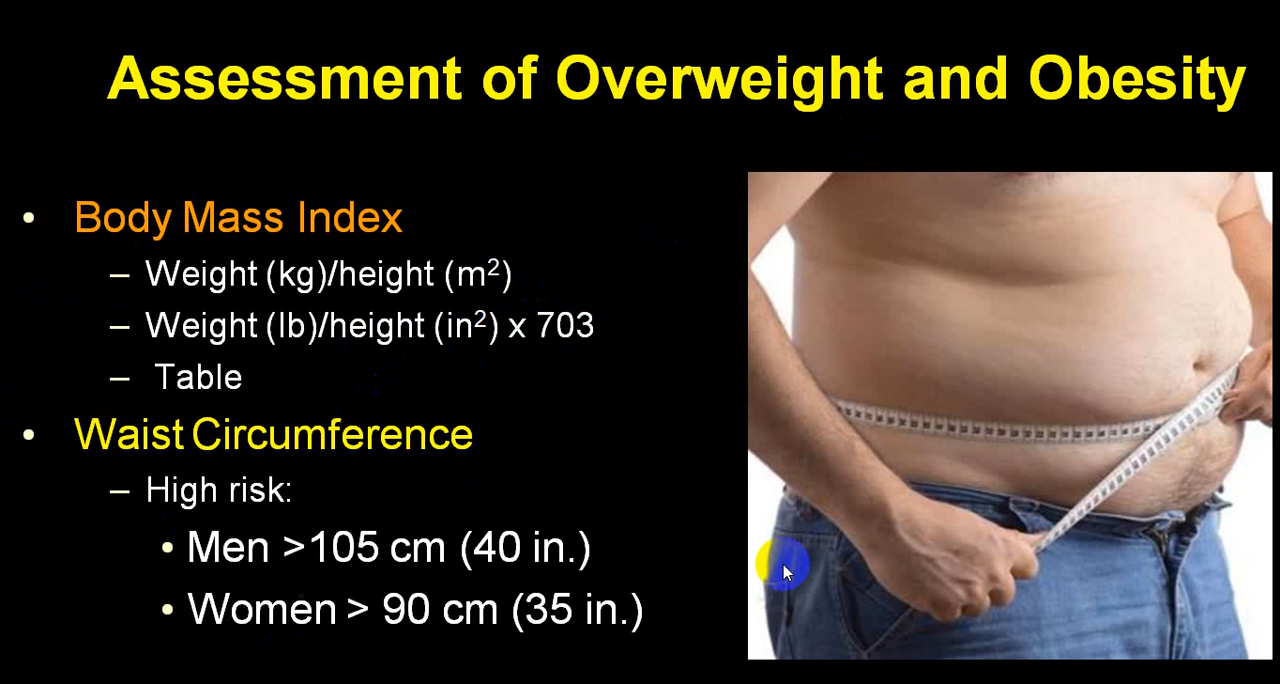 Assessment of Overweight and Obesity
• Body Mass Index
– Weight (kg)/height (m²)
– Weight (lb)/height (in²) x 703
– Table
• Waist Circumference
– High risk:
• Men >105 cm (40 in.)
• Women > 90 cm (35 in.)